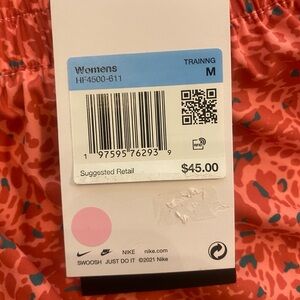 Womens
HF4500-611
TRAINNG
M
1 97595 76293 9
Suggested Retail
$45.00
NIKE nike.com
SWOOSH JUST DO IT ©2021 Nike